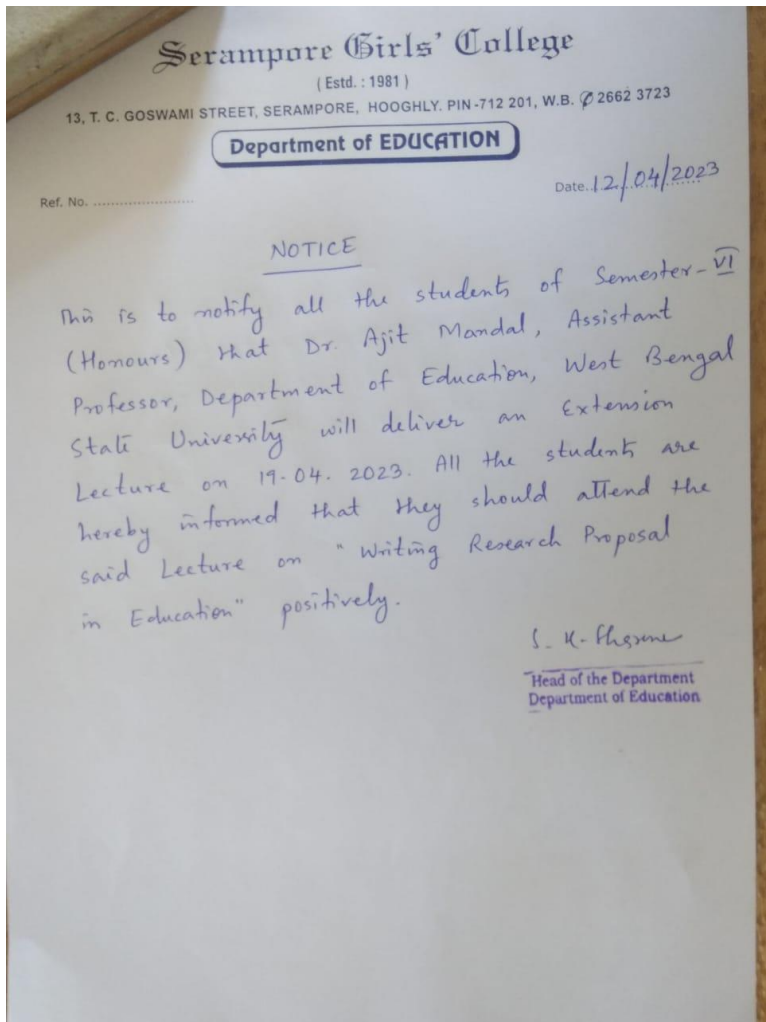 Serampore Girls' College
( Estd. : 1981 )
13, T. C. GOSWAMI STREET, SERAMPORE, HOOGHLY. PIN-712 201, W.B. ✆ 2662 3723
Department of EDUCATION
Ref. No. ........................
Date..12/04/2023
NOTICE
This is to notify all the students of Semester-VI
(Honours) that Dr. Ajit Mandal, Assistant
Professor, Department of Education, West Bengal
State University will deliver an Extension
Lecture on 19.04.2023. All the students are
hereby informed that they should attend the
said Lecture on "Writing Research Proposal
in Education" positively.
S. K.
Head of the Department
Department of Education